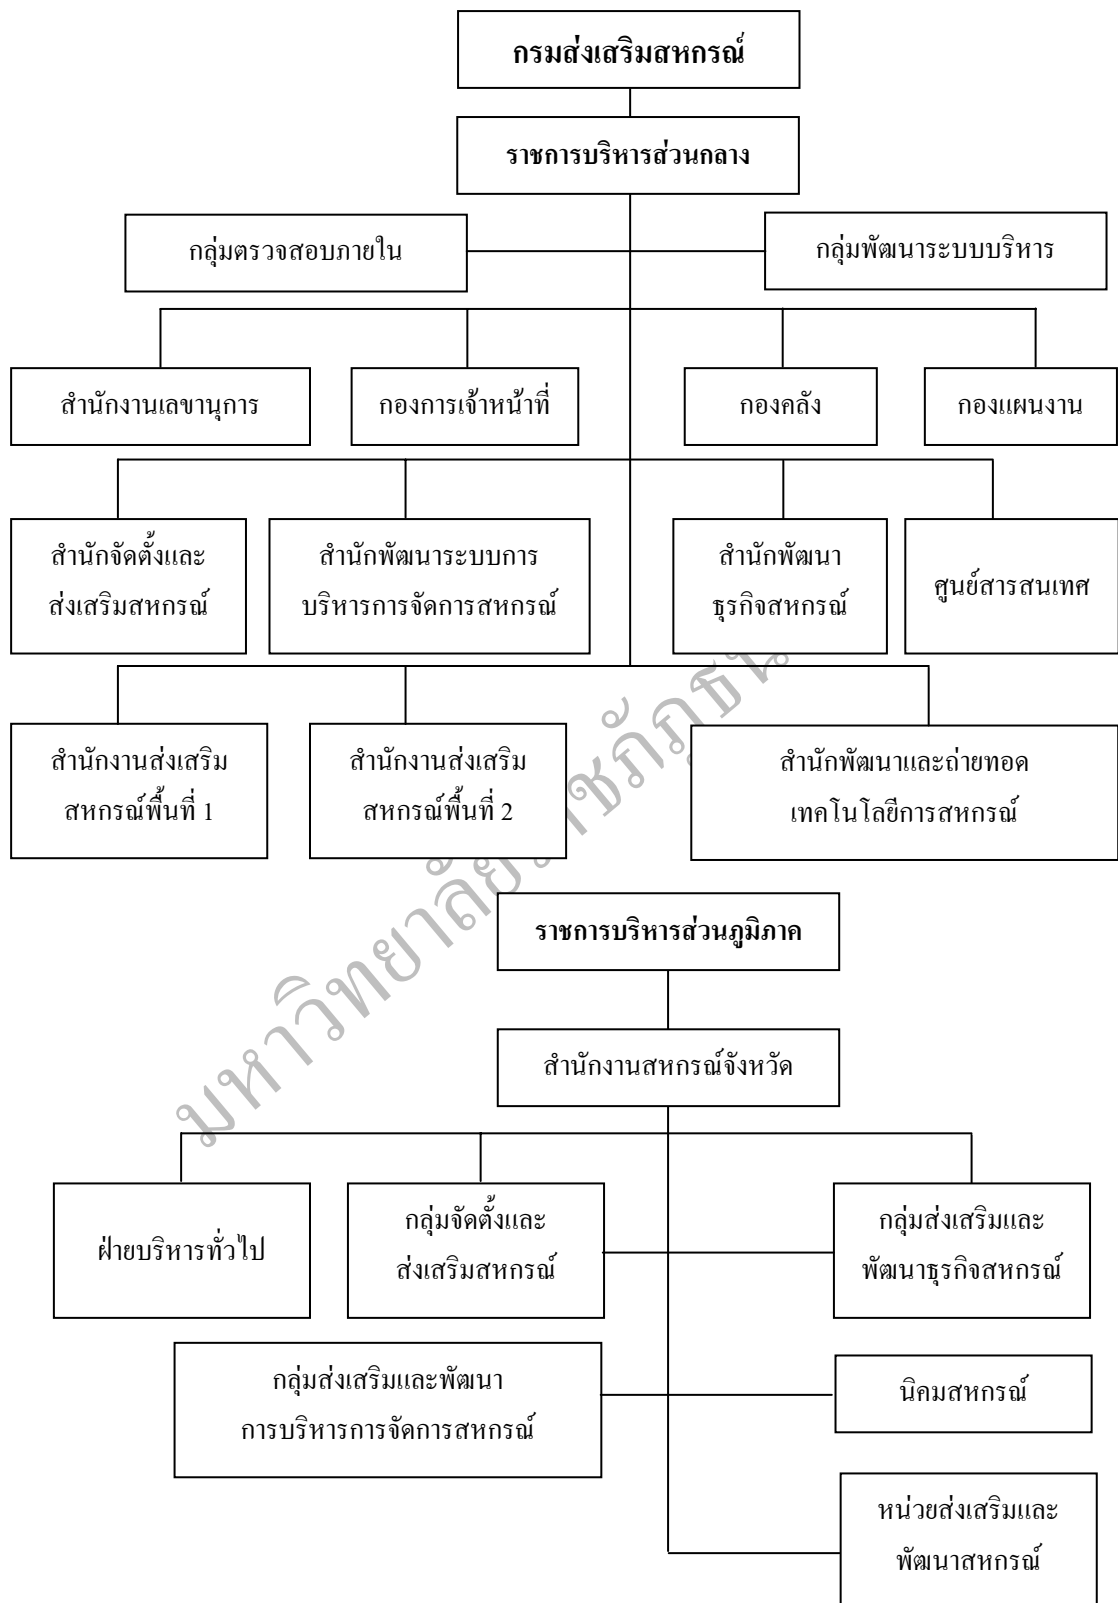 กรมส่งเสริมสหกรณ์
ราชการบริหารส่วนกลาง
กลุ่มตรวจสอบภายใน
กลุ่มพัฒนาระบบบริหาร
สำนักงานเลขานุการ
กองการเจ้าหน้าที่
กองคลัง
กองแผนงาน
สำนักจัดตั้งและ
ส่งเสริมสหกรณ์
สำนักพัฒนาระบบการ
บริหารการจัดการสหกรณ์
สำนักพัฒนา
ธุรกิจสหกรณ์
ศูนย์สารสนเทศ
สำนักงานส่งเสริม
สหกรณ์พื้นที่ 1
สำนักงานส่งเสริม
สหกรณ์พื้นที่ 2
สำนักพัฒนาและถ่ายทอด
เทคโนโลยีการสหกรณ์
ราชการบริหารส่วนภูมิภาค
สำนักงานสหกรณ์จังหวัด
ฝ่ายบริหารทั่วไป
กลุ่มจัดตั้งและ
ส่งเสริมสหกรณ์
กลุ่มส่งเสริมและ
พัฒนาธุรกิจสหกรณ์
กลุ่มส่งเสริมและพัฒนา
การบริหารการจัดการสหกรณ์
นิคมสหกรณ์
หน่วยส่งเสริมและ
พัฒนาสหกรณ์
มหาวิทยาลัย